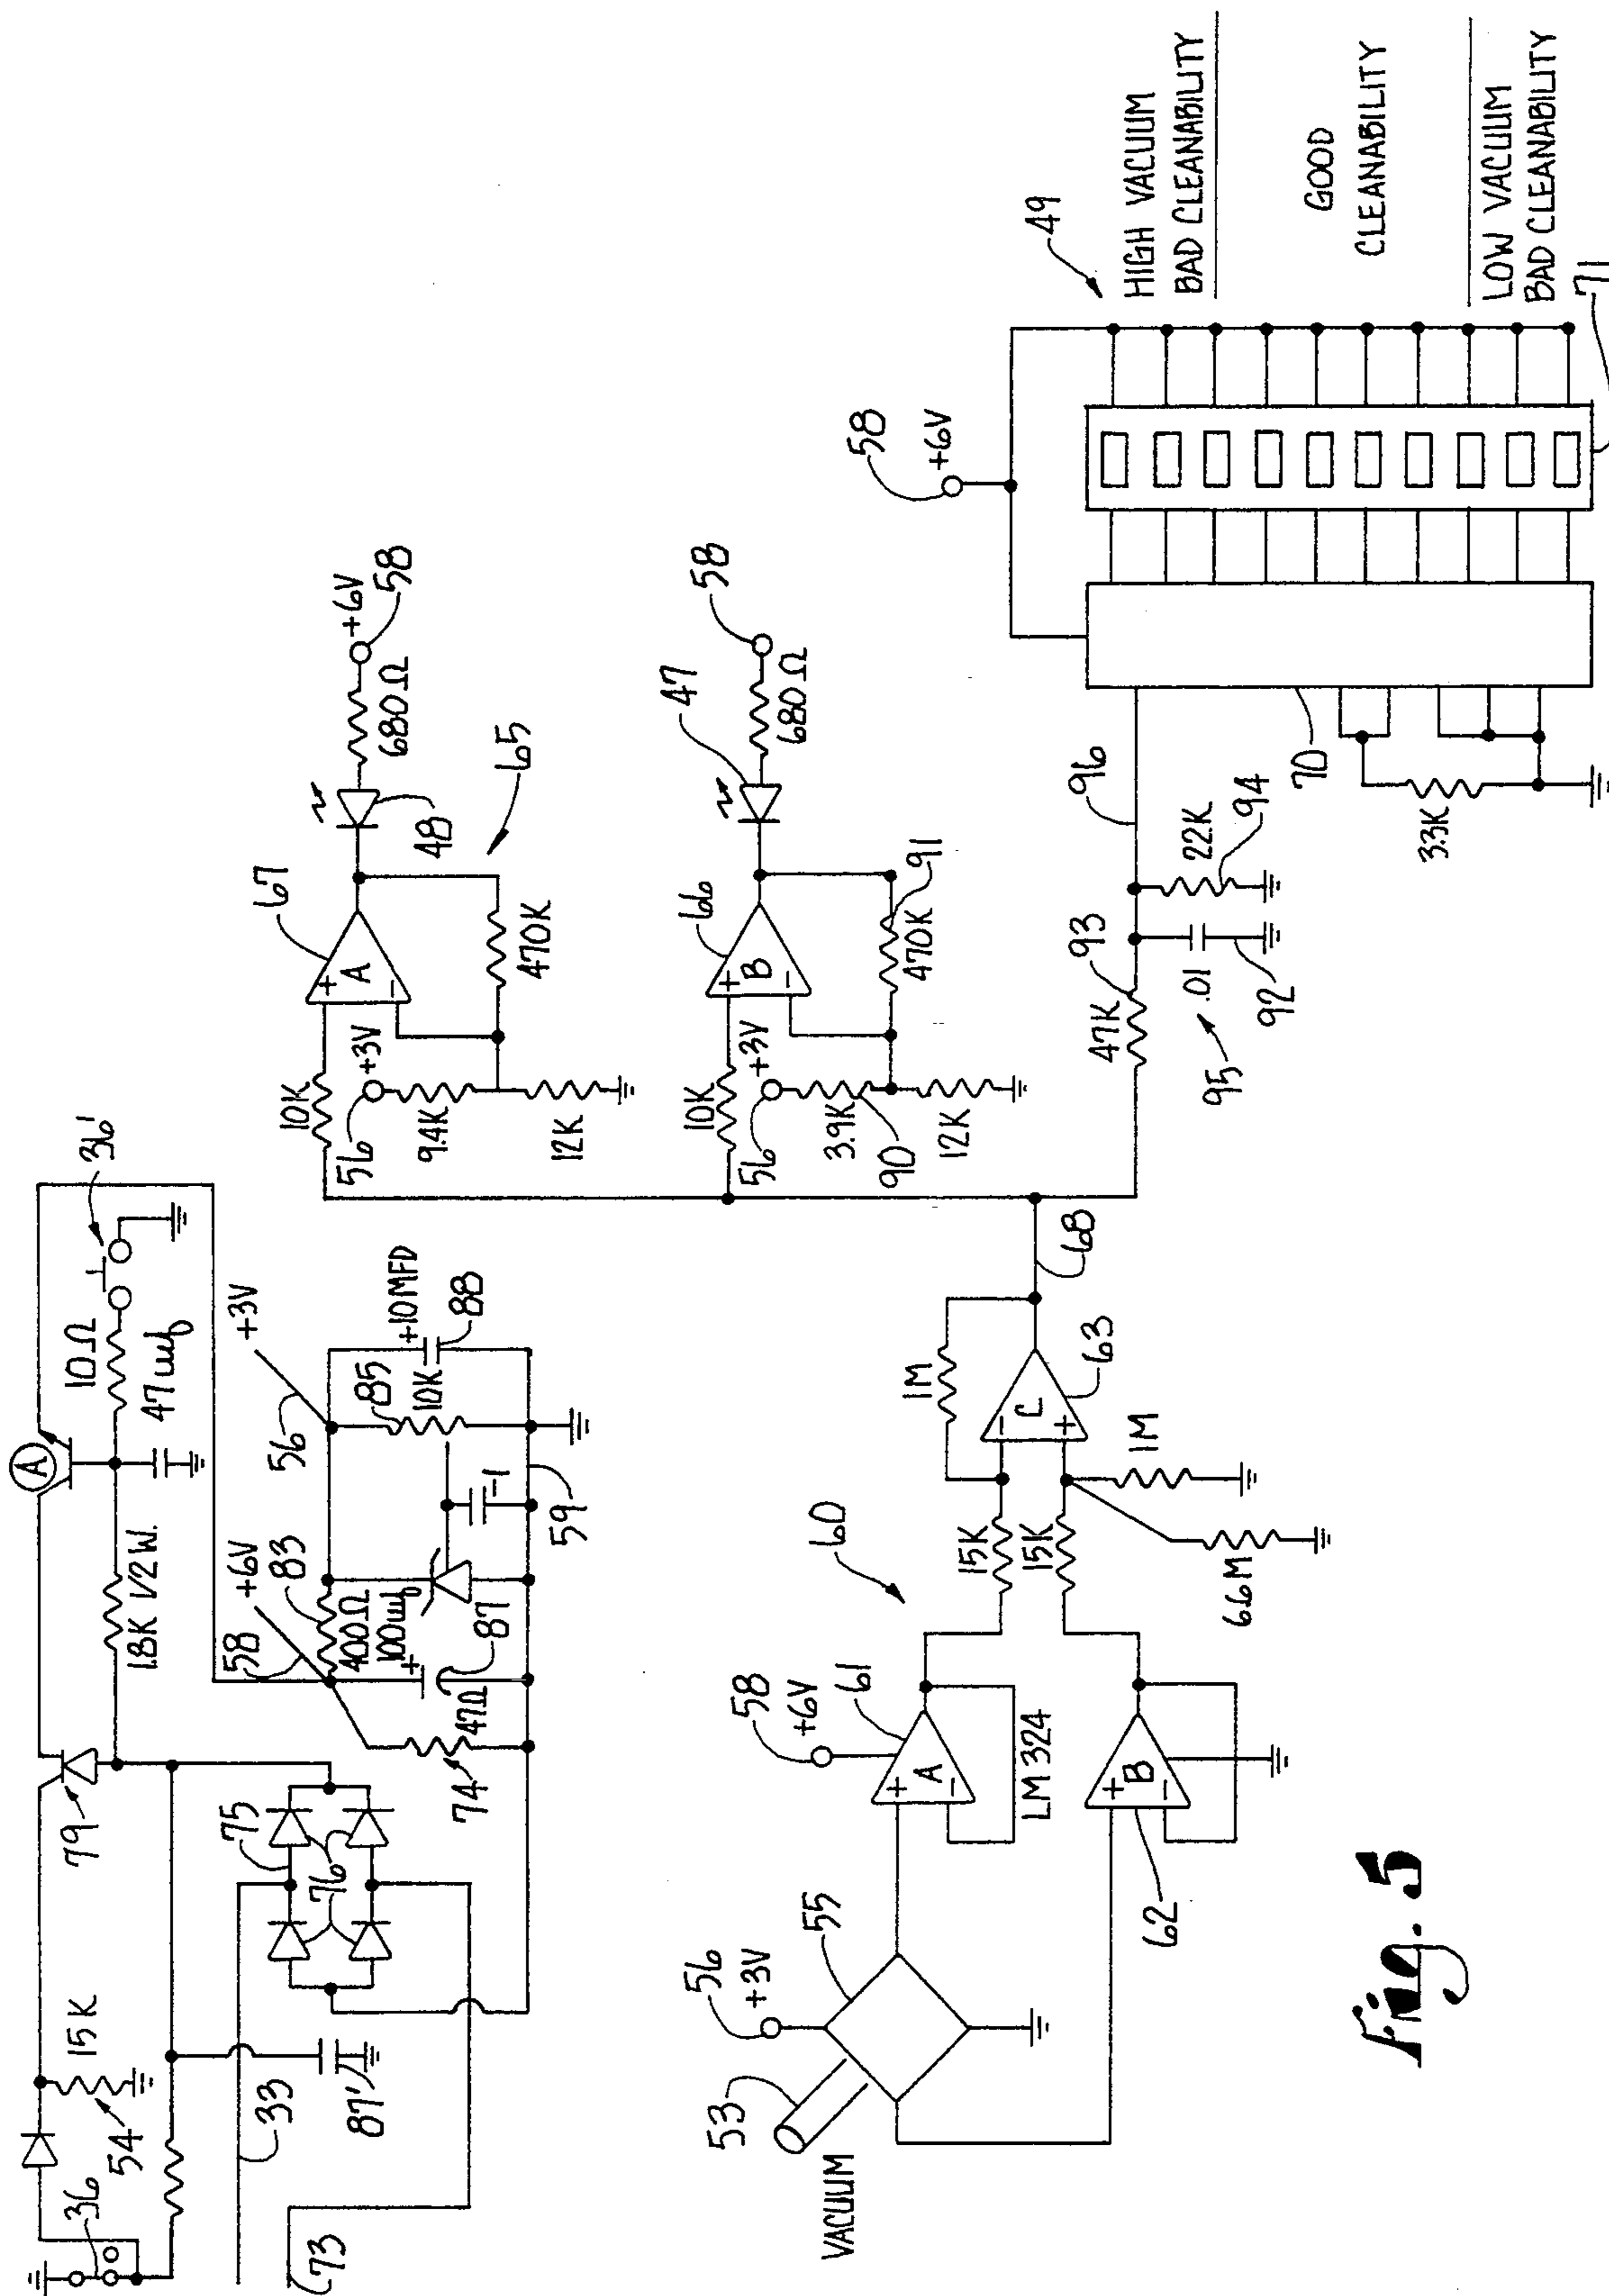 36
54
15K
79
1.8K 1/2W.
A
10Ω
47uuf
36'
33
73
87'
75
76
74
47Ω
87
100uf
400Ω
83
58
+6V
56
+3V
85
10K
+10MFD
88
.1
59
VACUUM
53
56
+3V
55
58
+6V
61
A
LM324
62
B
60
15K
15K
66M
1M
1M
C
63
68
10K
56
+3V
9.4K
12K
67
A
470K
48
65
680Ω
+6V
58
10K
56
+3V
3.9K
90
12K
66
B
470K
91
47
680Ω
58
47K
93
.01
92
95
22K
94
96
70
3.3K
58
+6V
49
71
HIGH VACUUM
BAD CLEANABILITY
GOOD
CLEANABILITY
LOW VACUUM
BAD CLEANABILITY
Fig. 5